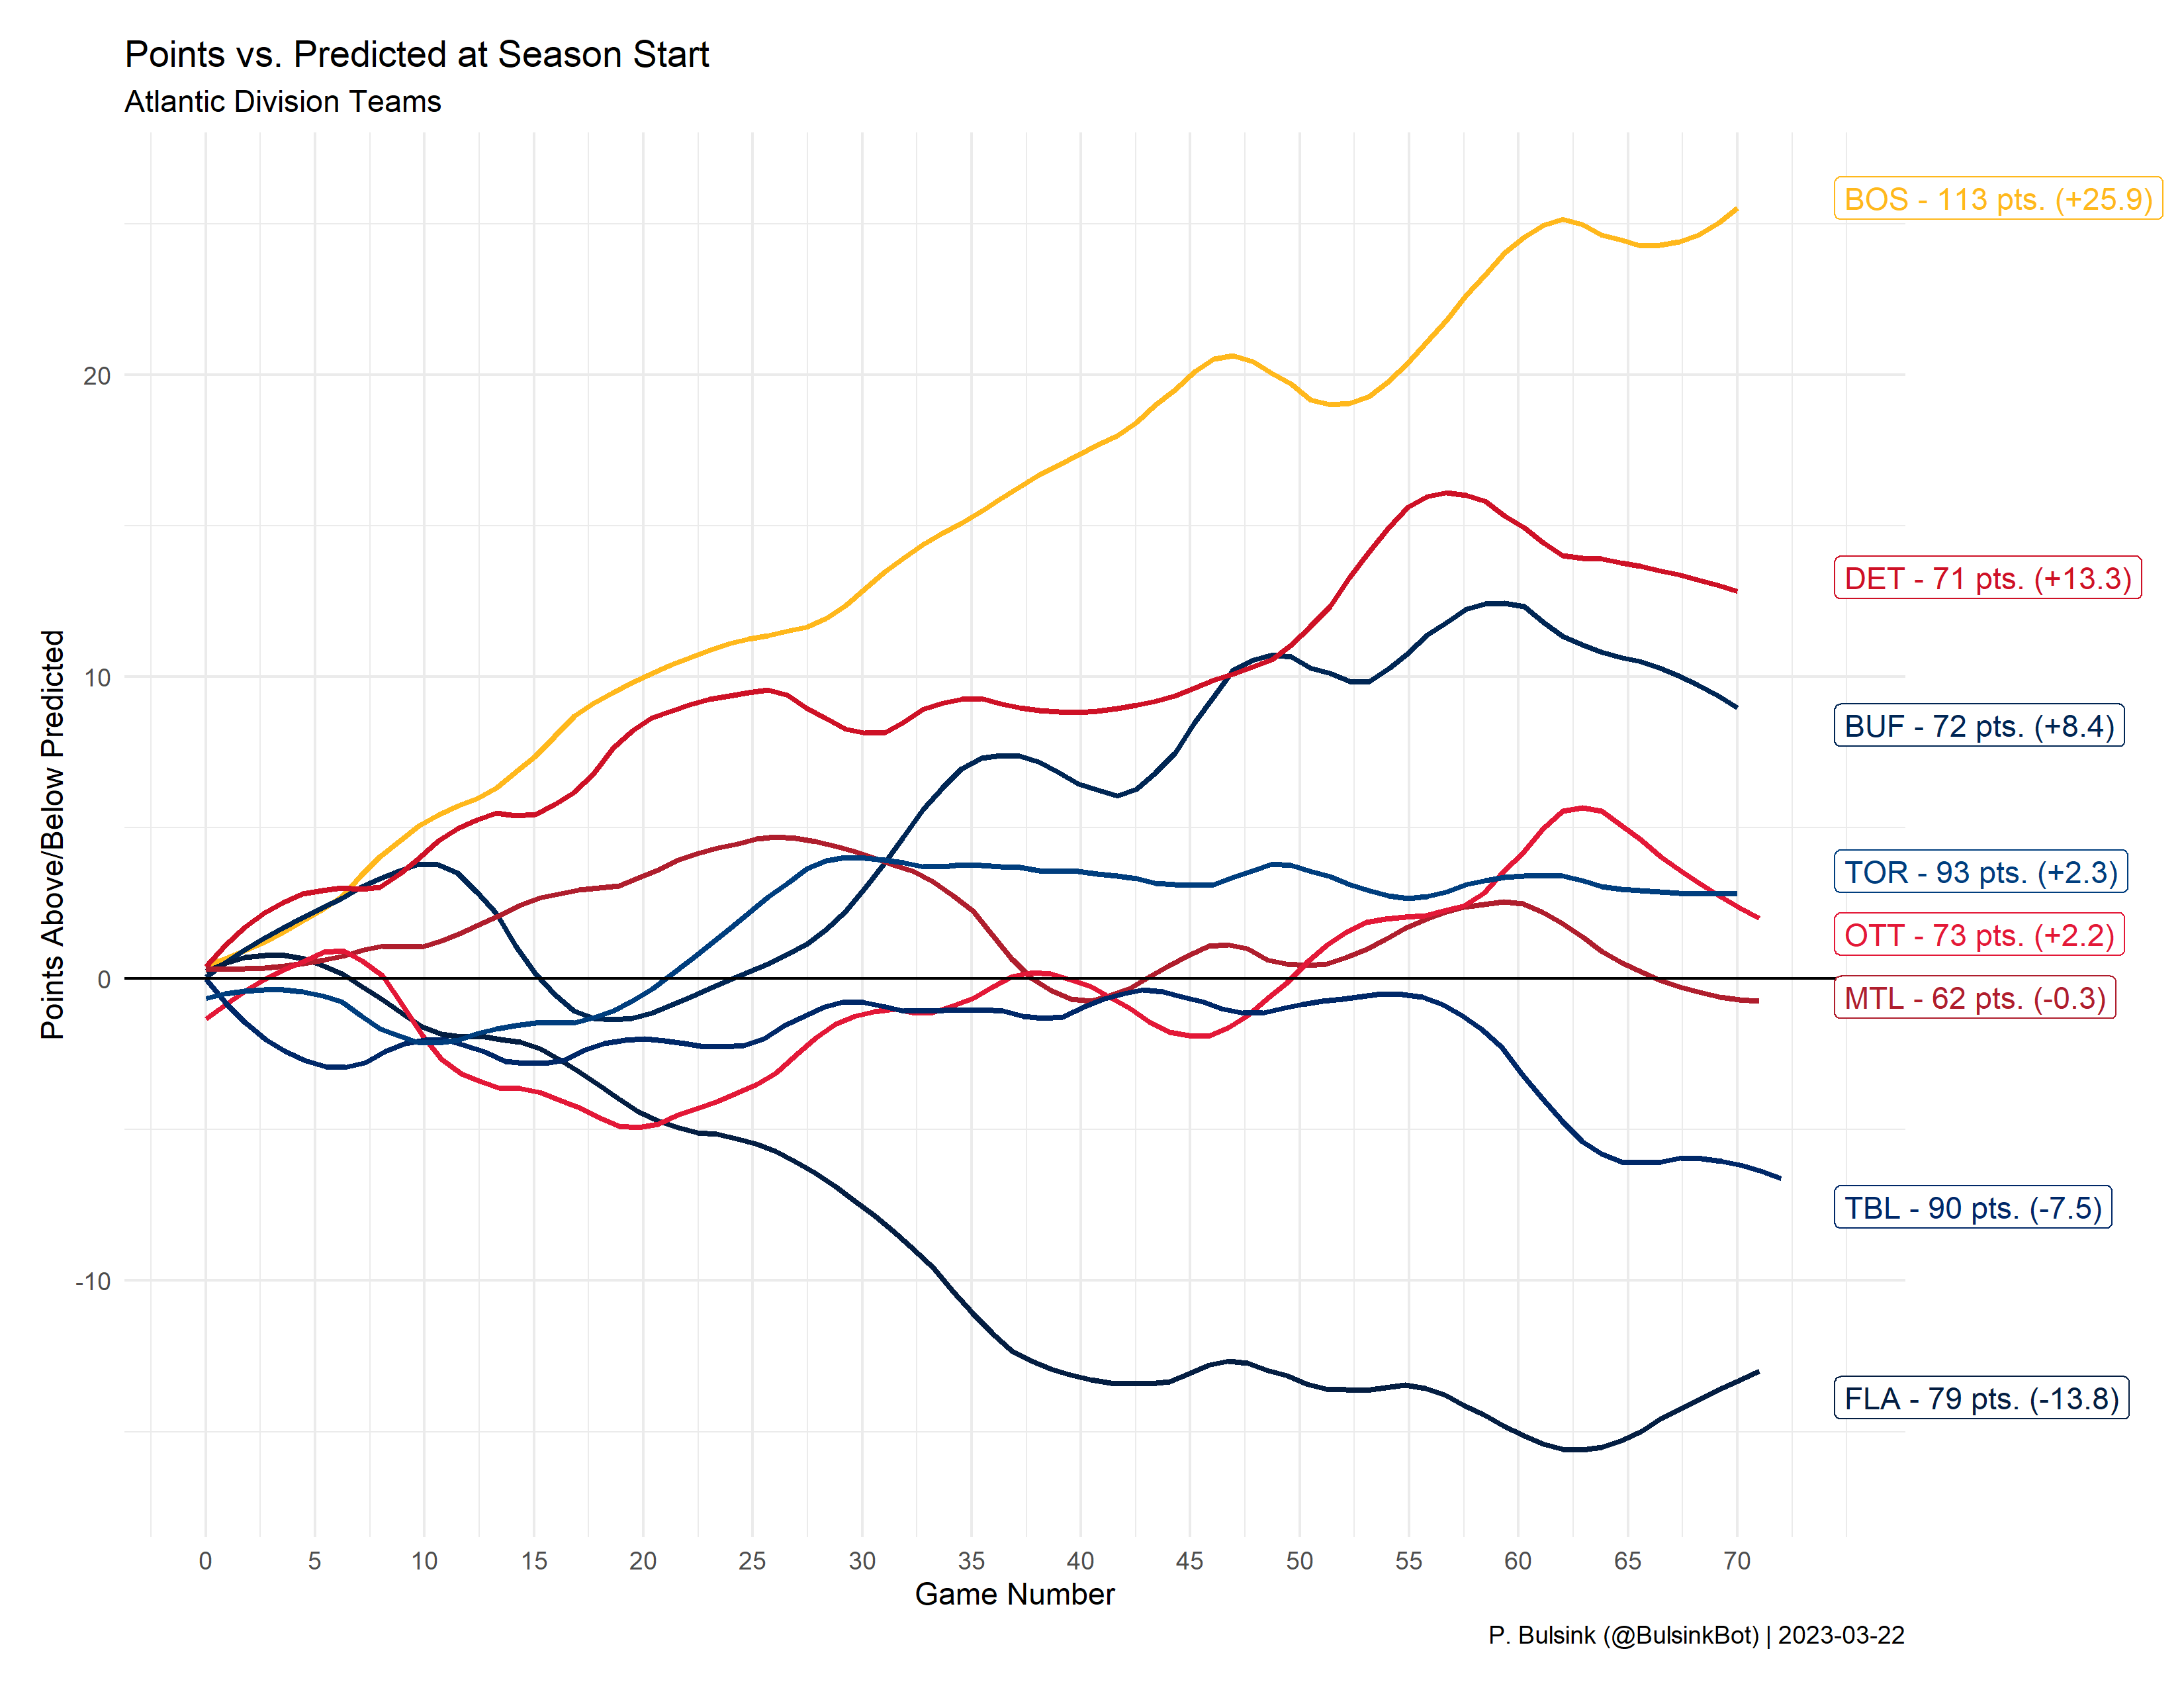 Points vs. Predicted at Season Start
Atlantic Division Teams
Points Above/Below Predicted
20
10
0
-10
BOS - 113 pts. (+25.9)
DET - 71 pts. (+13.3)
BUF - 72 pts. (+8.4)
TOR - 93 pts. (+2.3)
OTT - 73 pts. (+2.2)
MTL - 62 pts. (-0.3)
TBL - 90 pts. (-7.5)
FLA - 79 pts. (-13.8)
0 5 10 15 20 25 30 35 40 45 50 55 60 65 70
Game Number
P. Bulsink (@BulsinkBot) | 2023-03-22